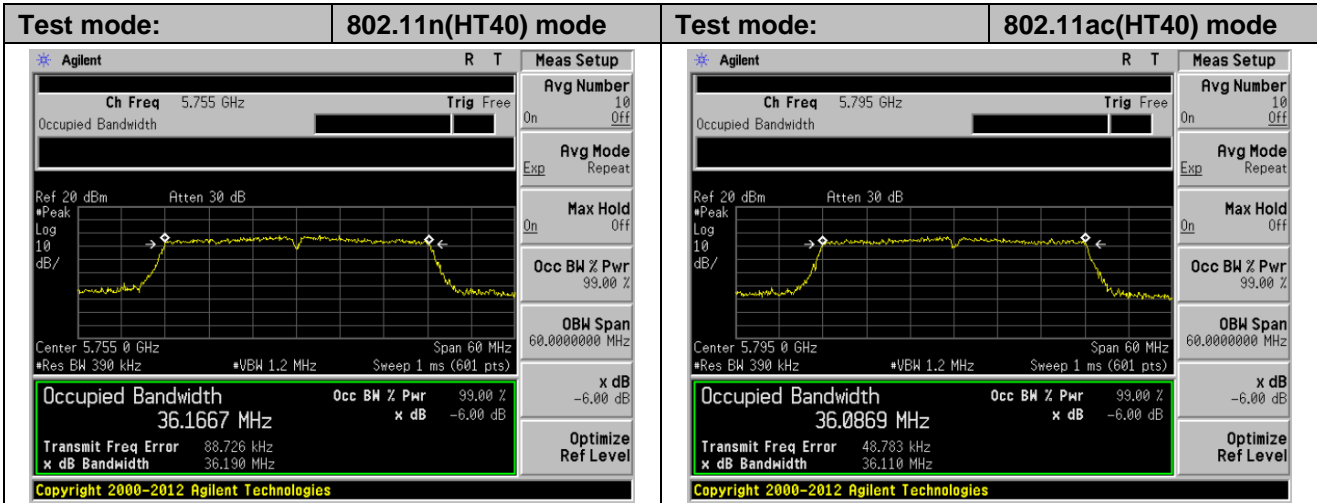 Test mode: 802.11n(HT40) mode Test mode: 802.11ac(HT40) mode
Agilent R T Meas Setup
Ch Freq 5.755 GHz Trig Free
Occupied Bandwidth
Avg Number
10
On Off
Avg Mode
Exp Repeat
Ref 20 dBm Atten 30 dB
#Peak
Log
10
dB/
Max Hold
On Off
Occ BW % Pwr
99.00 %
OBW Span
60.0000000 MHz
Center 5.755 0 GHz Span 60 MHz
#Res BW 390 kHz #VBW 1.2 MHz Sweep 1 ms (601 pts)
Occupied Bandwidth Occ BW % Pwr 99.00 %
36.1667 MHz x dB -6.00 dB
x dB
-6.00 dB
Transmit Freq Error 88.726 kHz
x dB Bandwidth 36.190 MHz
Optimize
Ref Level
Copyright 2000-2012 Agilent Technologies
Agilent R T Meas Setup
Ch Freq 5.795 GHz Trig Free
Occupied Bandwidth
Avg Number
10
On Off
Avg Mode
Exp Repeat
Ref 20 dBm Atten 30 dB
#Peak
Log
10
dB/
Max Hold
On Off
Occ BW % Pwr
99.00 %
OBW Span
60.0000000 MHz
Center 5.795 0 GHz Span 60 MHz
#Res BW 390 kHz #VBW 1.2 MHz Sweep 1 ms (601 pts)
Occupied Bandwidth Occ BW % Pwr 99.00 %
36.0869 MHz x dB -6.00 dB
x dB
-6.00 dB
Transmit Freq Error 48.783 kHz
x dB Bandwidth 36.110 MHz
Optimize
Ref Level
Copyright 2000-2012 Agilent Technologies